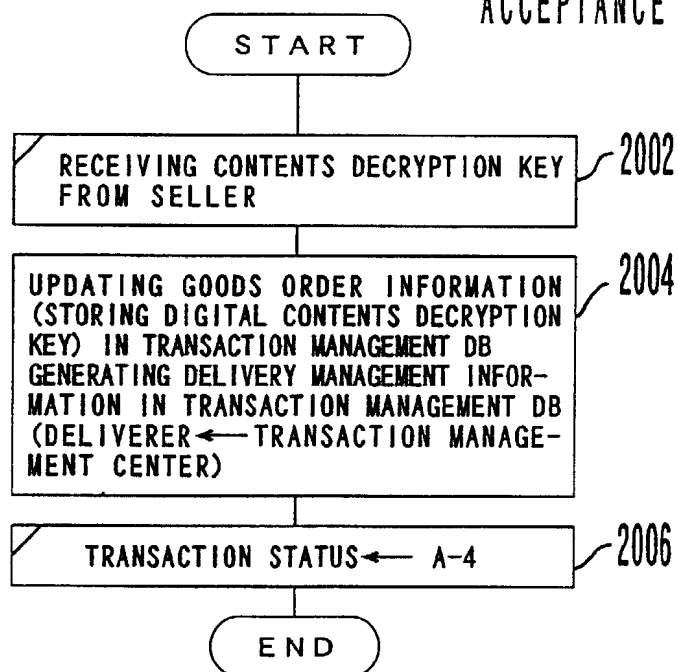 ACCEPTANCE
START
RECEIVING CONTENTS DECRYPTION KEY
FROM SELLER
2002
UPDATING GOODS ORDER INFORMATION
(STORING DIGITAL CONTENTS DECRYPTION
KEY) IN TRANSACTION MANAGEMENT DB
GENERATING DELIVERY MANAGEMENT INFOR-
MATION IN TRANSACTION MANAGEMENT DB
(DELIVERER ← TRANSACTION MANAGE-
MENT CENTER)
2004
TRANSACTION STATUS ← A-4
2006
END